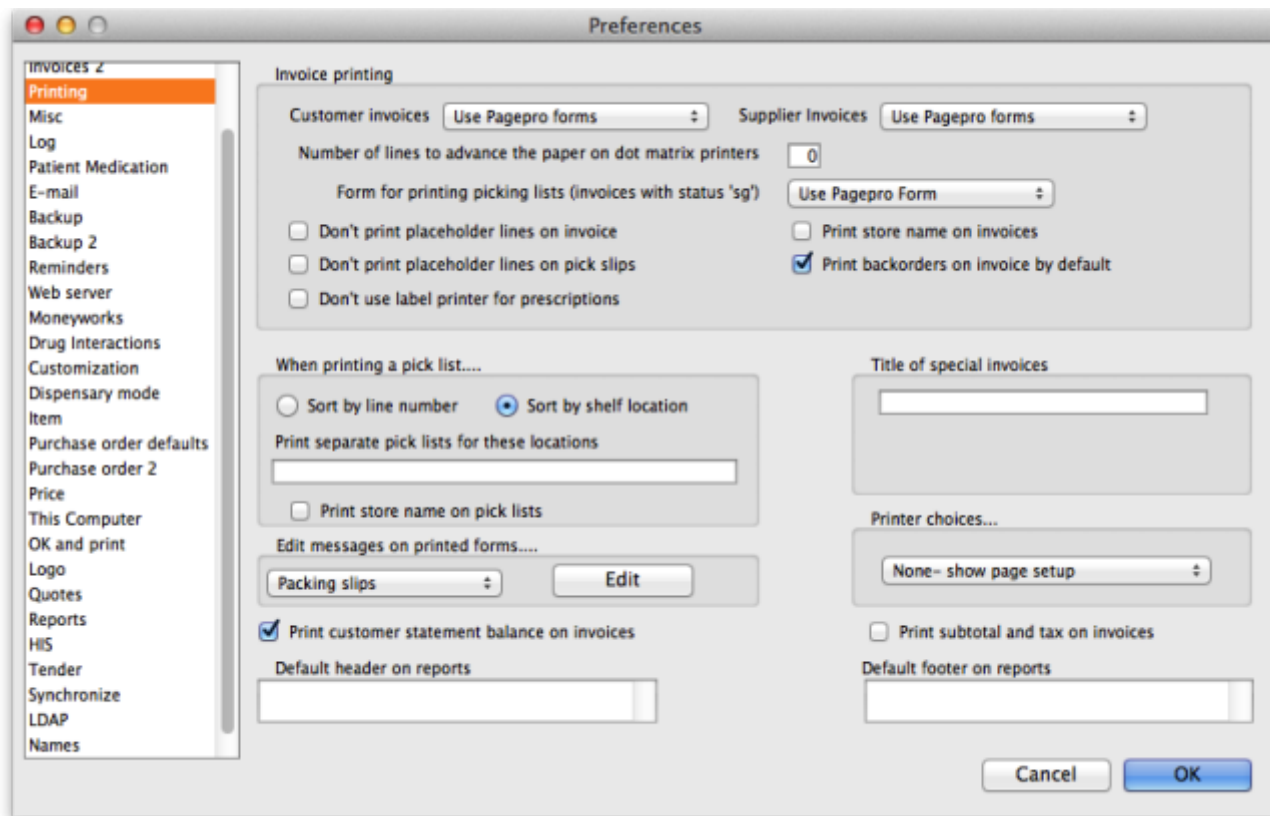 Preferences
Invoices 2
Printing
Misc
Log
Patient Medication
E-mail
Backup
Backup 2
Reminders
Web server
Moneyworks
Drug Interactions
Customization
Dispensary mode
Item
Purchase order defaults
Purchase order 2
Price
This Computer
OK and print
Logo
Quotes
Reports
HIS
Tender
Synchronize
LDAP
Names
Invoice printing
Customer invoices Use Pagepro forms Supplier Invoices Use Pagepro forms
Number of lines to advance the paper on dot matrix printers 0
Form for printing picking lists (invoices with status 'sg') Use Pagepro Form
Don't print placeholder lines on invoice Print store name on invoices
Don't print placeholder lines on pick slips Print backorders on invoice by default
Don't use label printer for prescriptions
When printing a pick list....
Sort by line number Sort by shelf location
Print separate pick lists for these locations
Print store name on pick lists
Title of special invoices
Edit messages on printed forms....
Packing slips Edit
Printer choices...
None- show page setup
Print customer statement balance on invoices Print subtotal and tax on invoices
Default header on reports Default footer on reports
Cancel OK